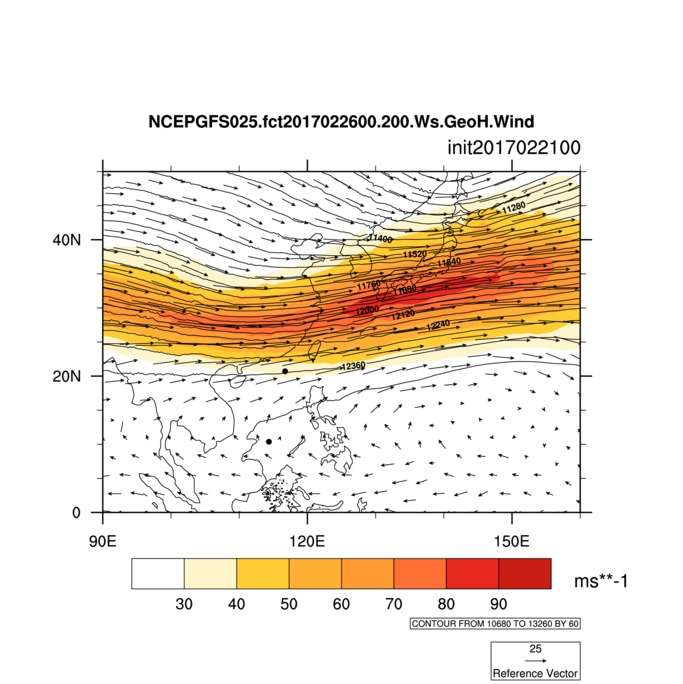 NCEPGFS025.fct2017022600.200.Ws.GeoH.Wind
init2017022100
11280
11400
11520
11640
11760
11880
12000
12120
12240
12360
40N
20N
0
90E 120E 150E
30 40 50 60 70 80 90
ms**-1
CONTOUR FROM 10680 TO 13260 BY 60
25
Reference Vector